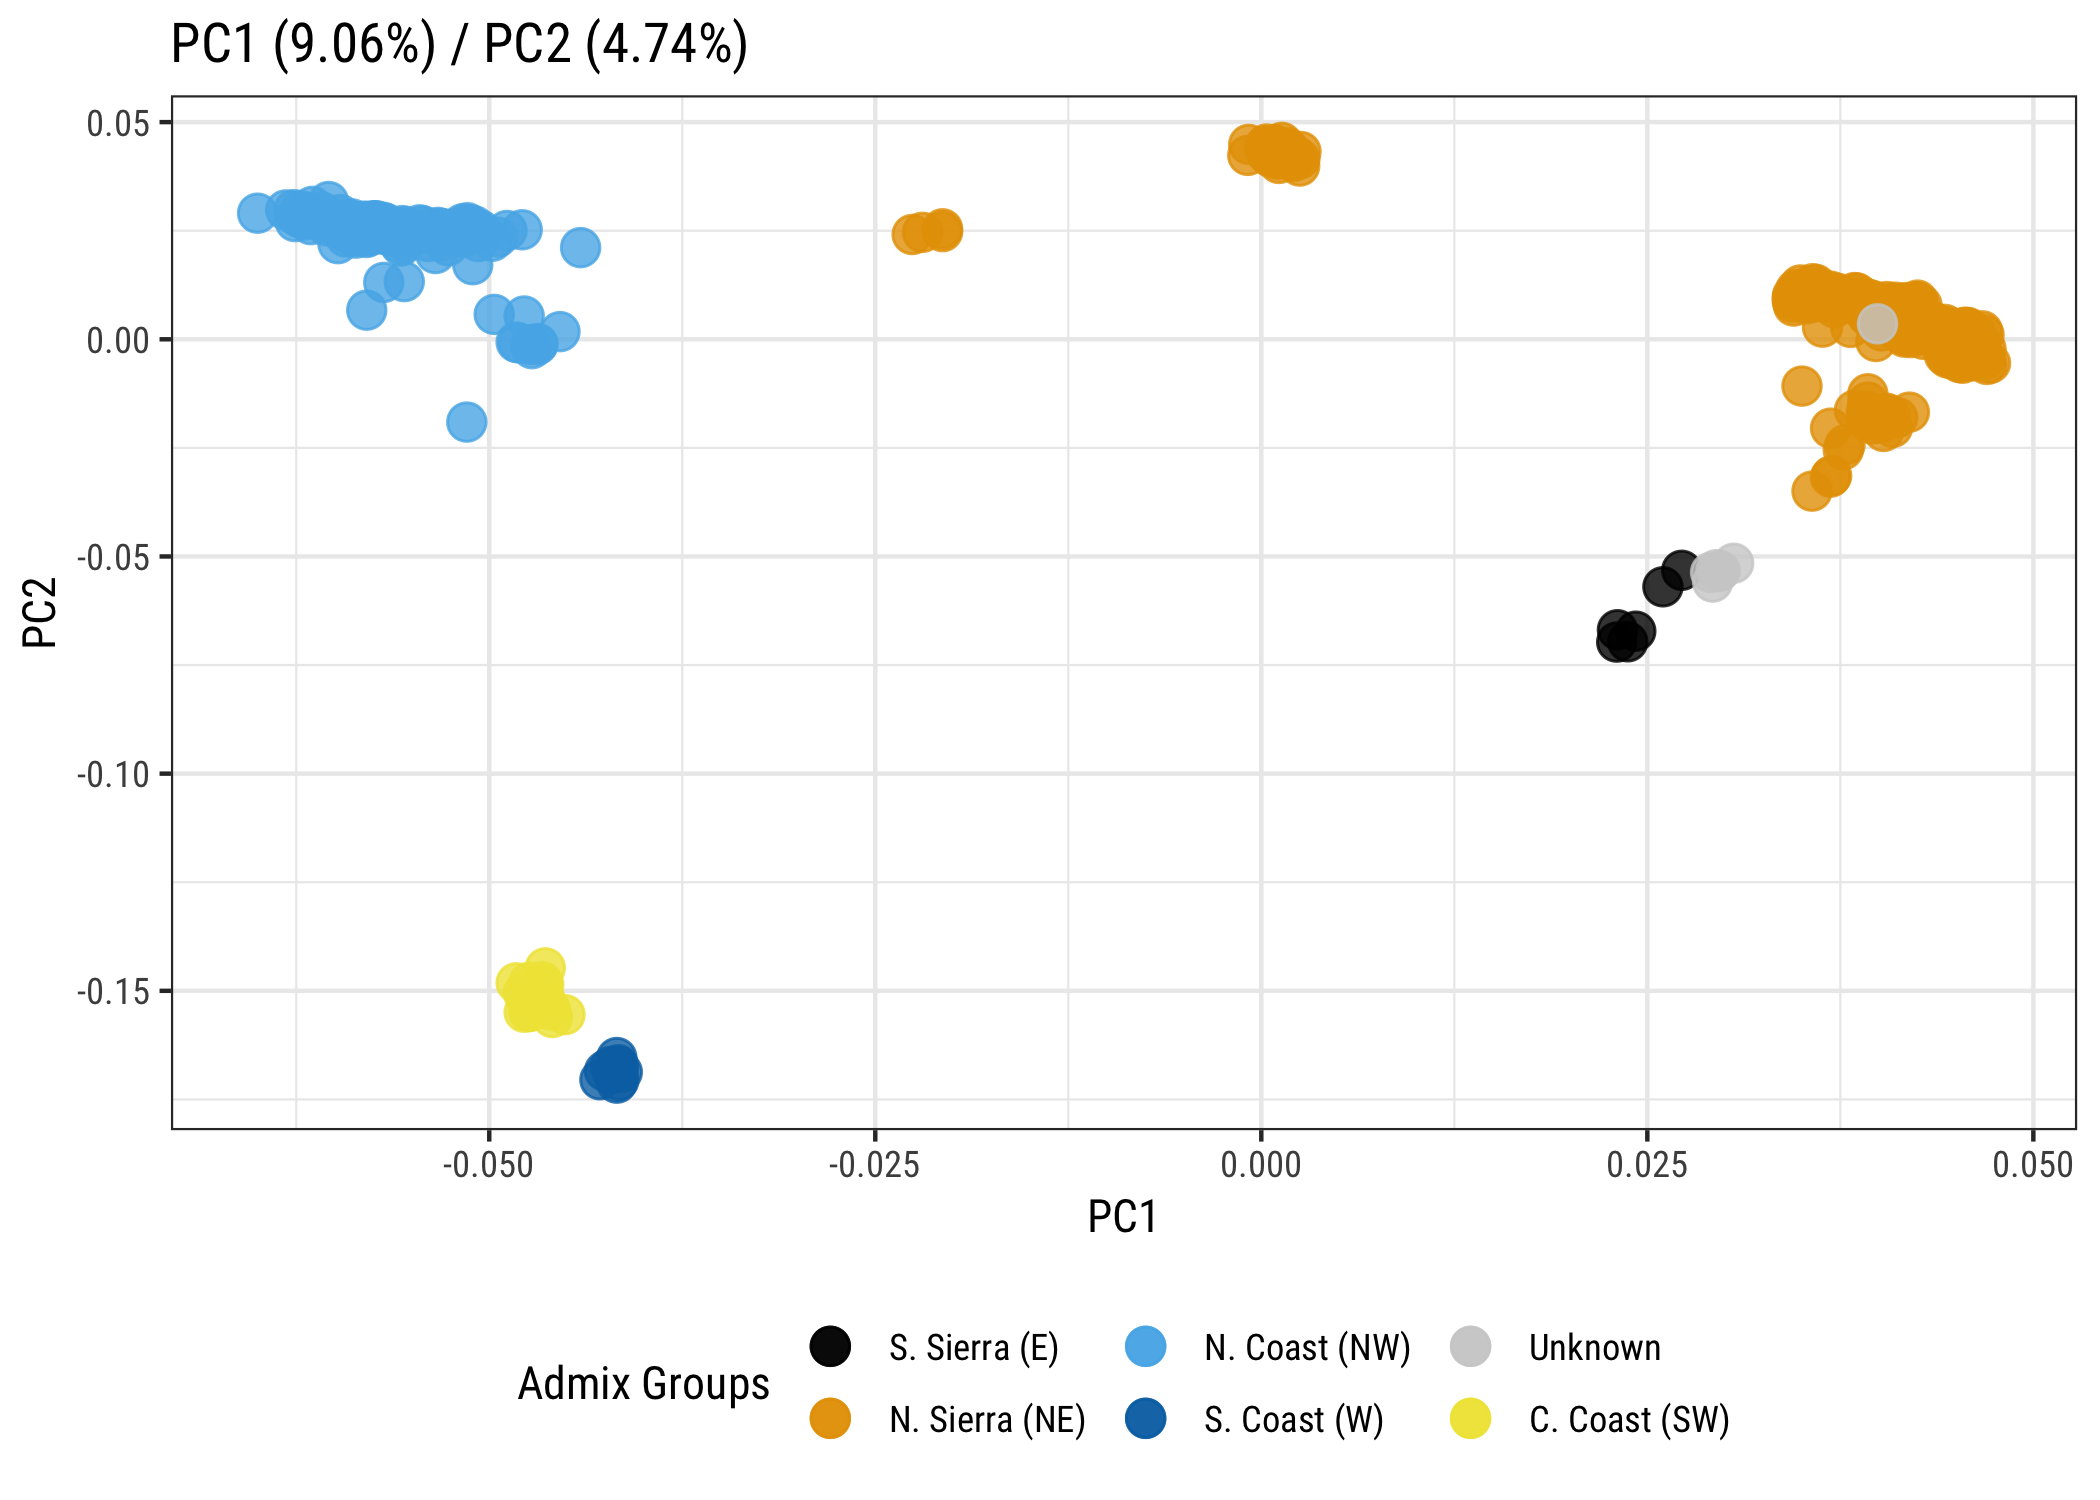 PC1 (9.06%) / PC2 (4.74%)
0.05
0.00
-0.05
-0.10
-0.15
PC2
-0.050 -0.025 0.000 0.025 0.050
PC1
Admix Groups
S. Sierra (E) N. Coast (NW) Unknown
N. Sierra (NE) S. Coast (W) C. Coast (SW)